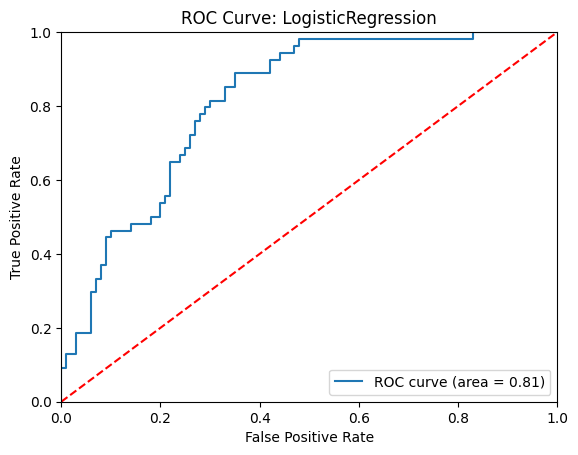 ROC Curve: LogisticRegression
1.0
0.8
0.6
0.4
0.2
0.0
True Positive Rate
ROC curve (area = 0.81)
0.0 0.2 0.4 0.6 0.8 1.0
False Positive Rate